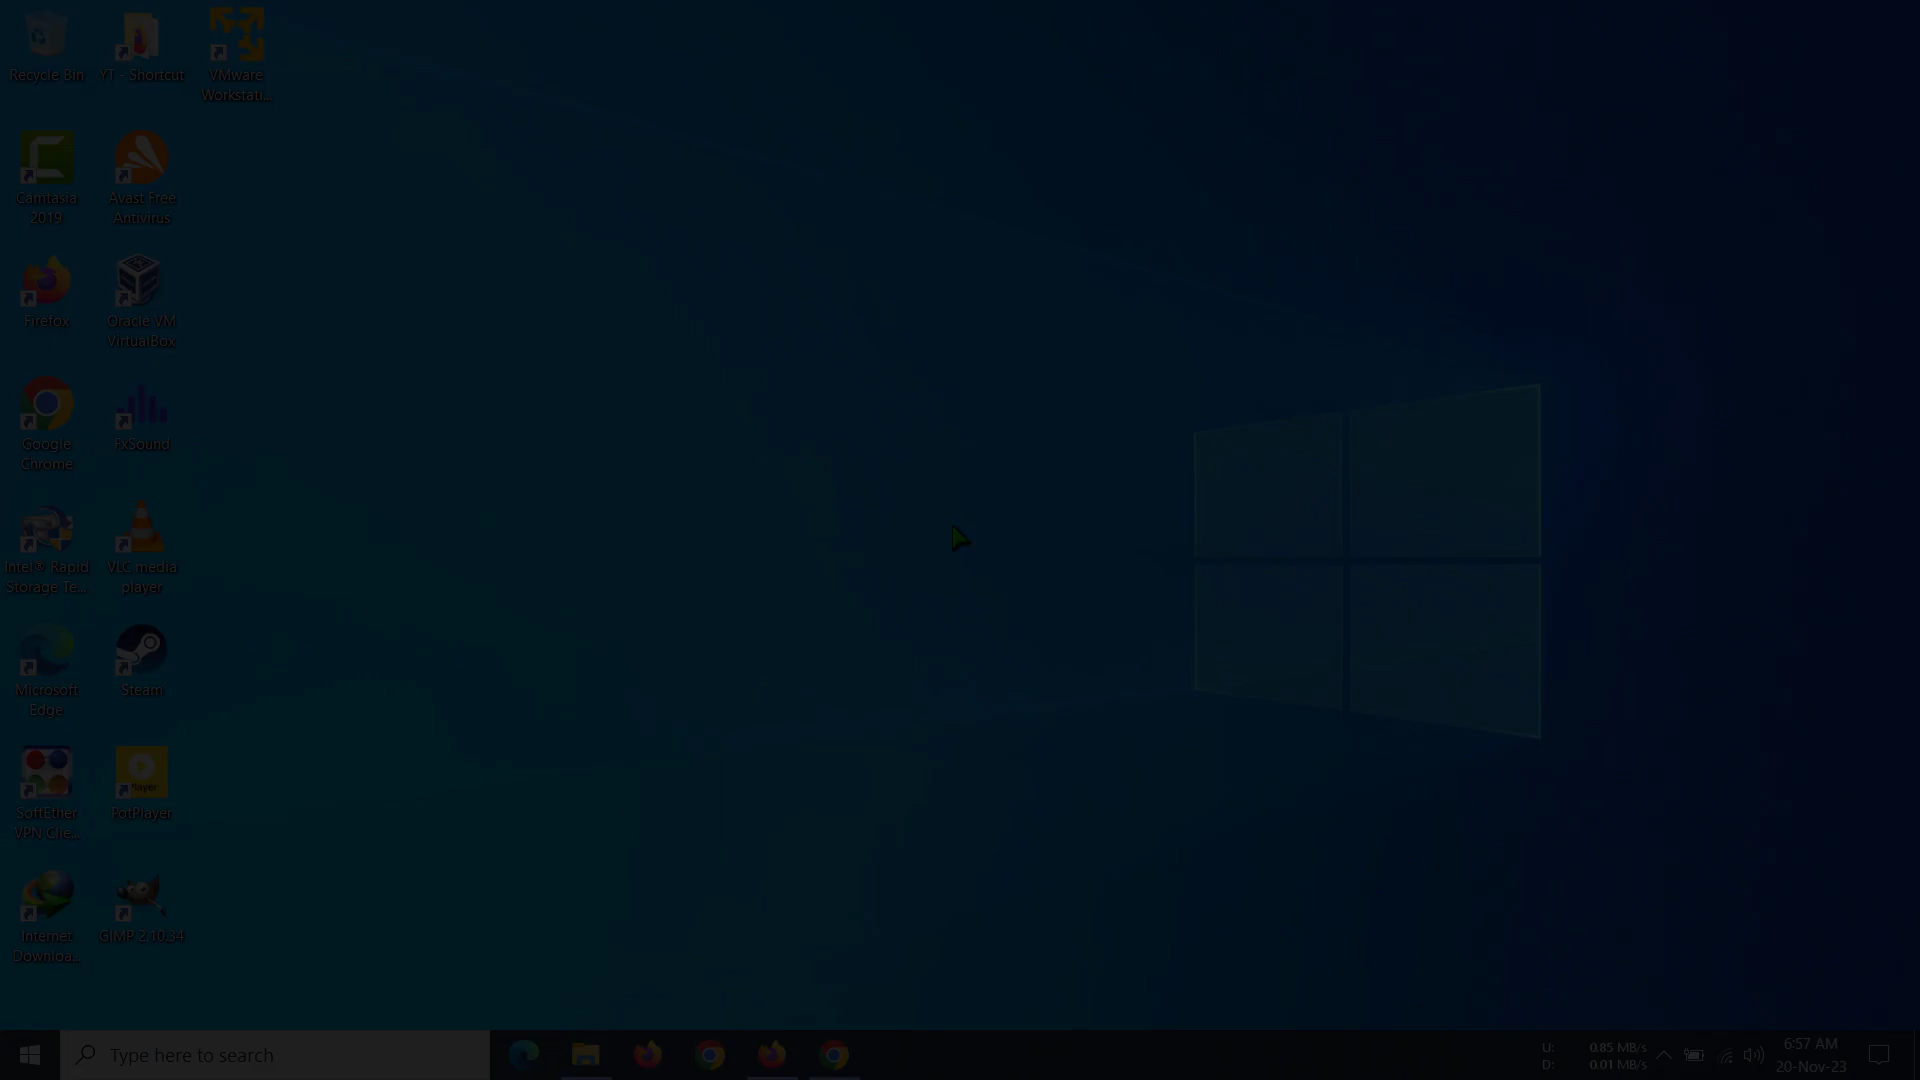 Recycle Bin
YT - Shortcut
VMware
Workstati...
Camtasia
2019
Avast Free
Antivirus
Firefox
Oracle VM
VirtualBox
Google
Chrome
FxSound
Intel® Rapid
Storage Te...
VLC media
player
Microsoft
Edge
Steam
SoftEther
VPN Clie...
Player
PotPlayer
Internet
Downloa...
GIMP 2.10.34
Type here to search
U: 0.85 MB/s
D: 0.01 MB/s
6:57 AM
20-Nov-23